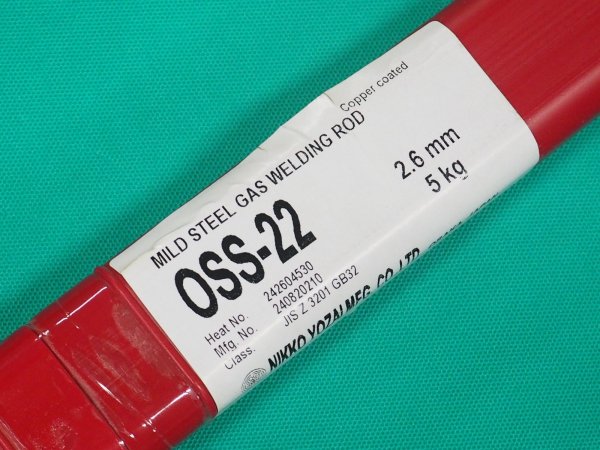 MILD STEEL GAS WELDING ROD
Copper coated
OSS-22
2.6 mm
5 kg
Heat No. 242604530
Mfg. No. 240820210
Class. JIS Z 3201 GB32
NIKKO YOZAI MFG. CO., LTD.